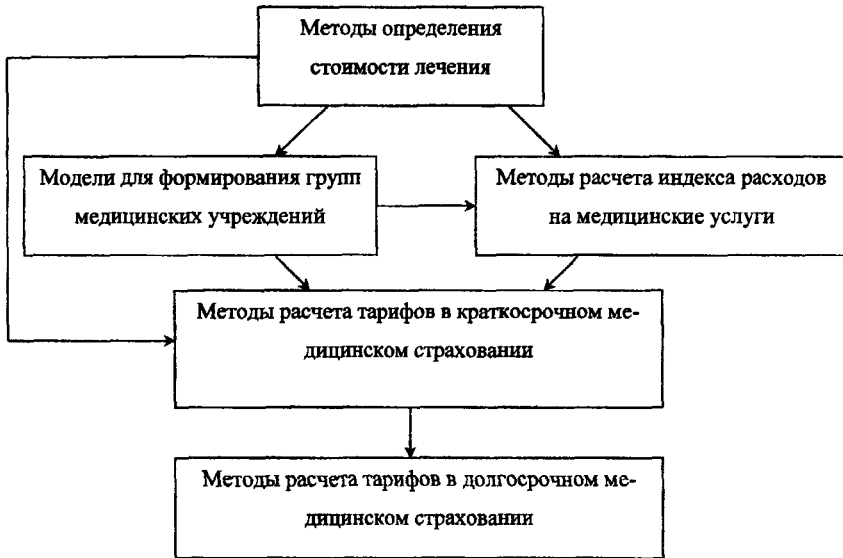 Методы определения
стоимости лечения
Модели для формирования групп
медицинских учреждений
Методы расчета индекса расходов
на медицинские услуги
Методы расчета тарифов в краткосрочном ме-
дицинском страховании
Методы расчета тарифов в долгосрочном ме-
дицинском страховании